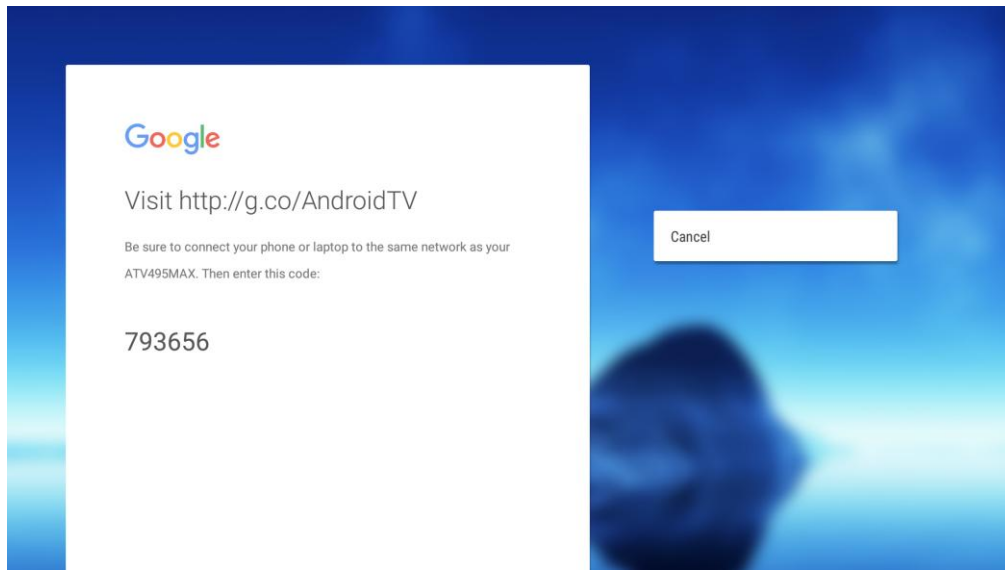 Google
Visit http://g.co/AndroidTV
Be sure to connect your phone or laptop to the same network as your
ATV495MAX. Then enter this code:
793656
Cancel